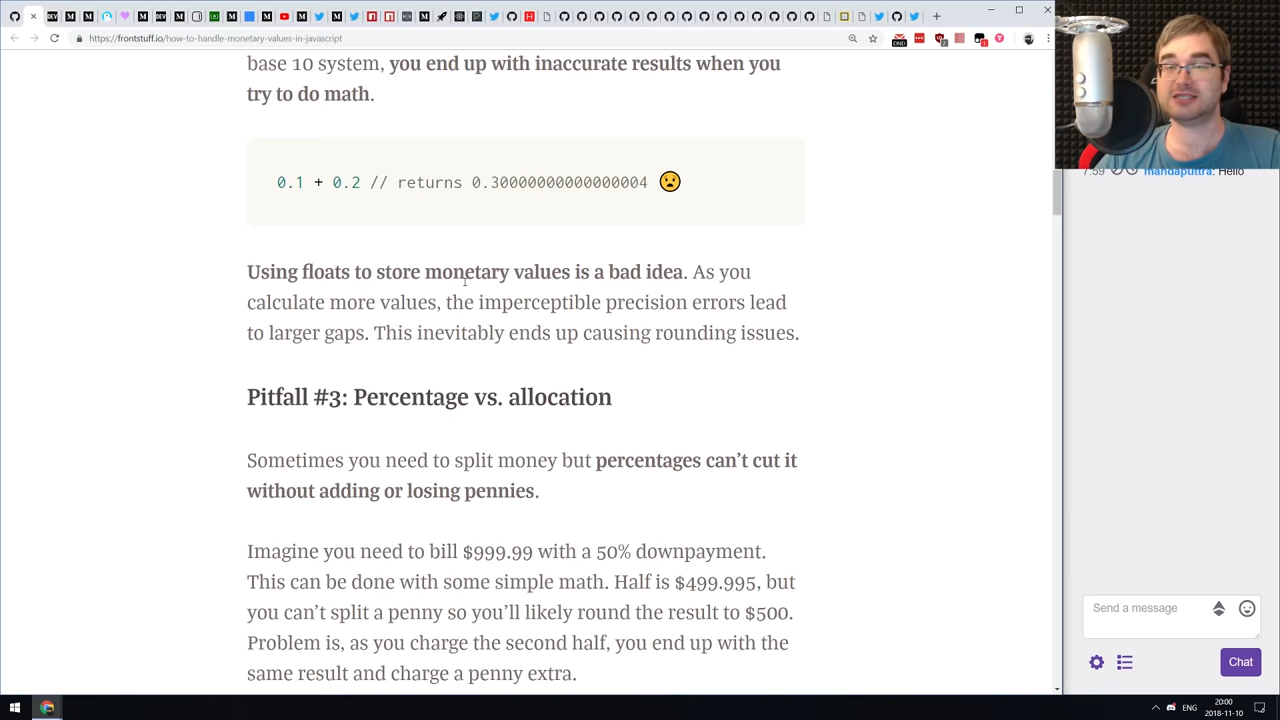 https://frontstuff.io/how-to-handle-monetary-values-in-javascript
DND
base 10 system, you end up with inaccurate results when you
try to do math.
0.1 + 0.2 // returns 0.30000000000000004 😧
Using floats to store monetary values is a bad idea. As you
calculate more values, the imperceptible precision errors lead
to larger gaps. This inevitably ends up causing rounding issues.
Pitfall #3: Percentage vs. allocation
Sometimes you need to split money but percentages can’t cut it
without adding or losing pennies.
Imagine you need to bill $999.99 with a 50% downpayment.
This can be done with some simple math. Half is $499.995, but
you can’t split a penny so you’ll likely round the result to $500.
Problem is, as you charge the second half, you end up with the
same result and charge a penny extra.
7:59 mandaputtra: Hello
Send a message
Chat
ENG
20:00
2018-11-10